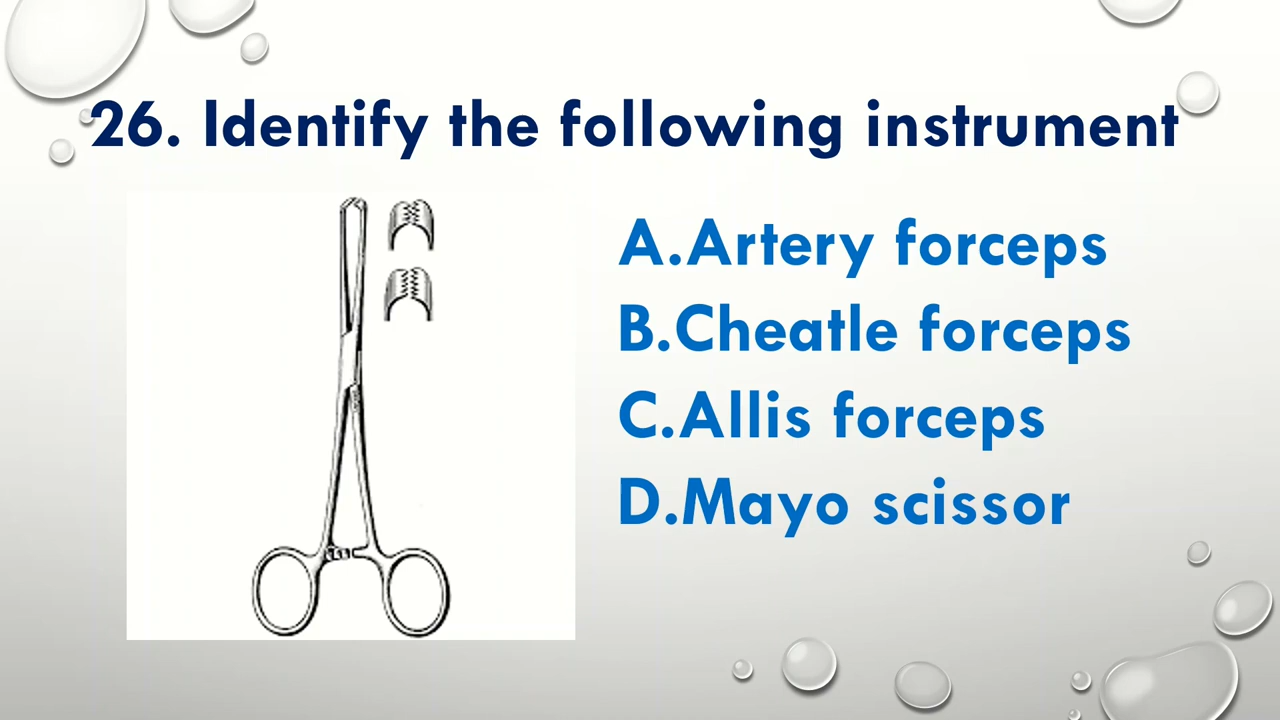 26. Identify the following instrument
A.Artery forceps
B.Cheatle forceps
C.Allis forceps
D.Mayo scissor